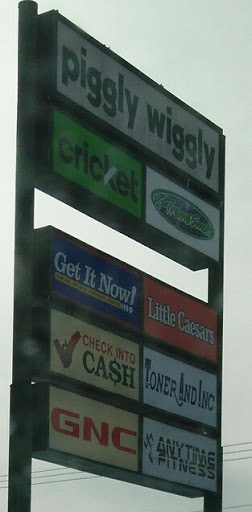 piggly wiggly
cricket
Get It Now!
Little Caesars
CHECK INTO
CASH
TONER AND INC
GNC
ANYTIME
FITNESS